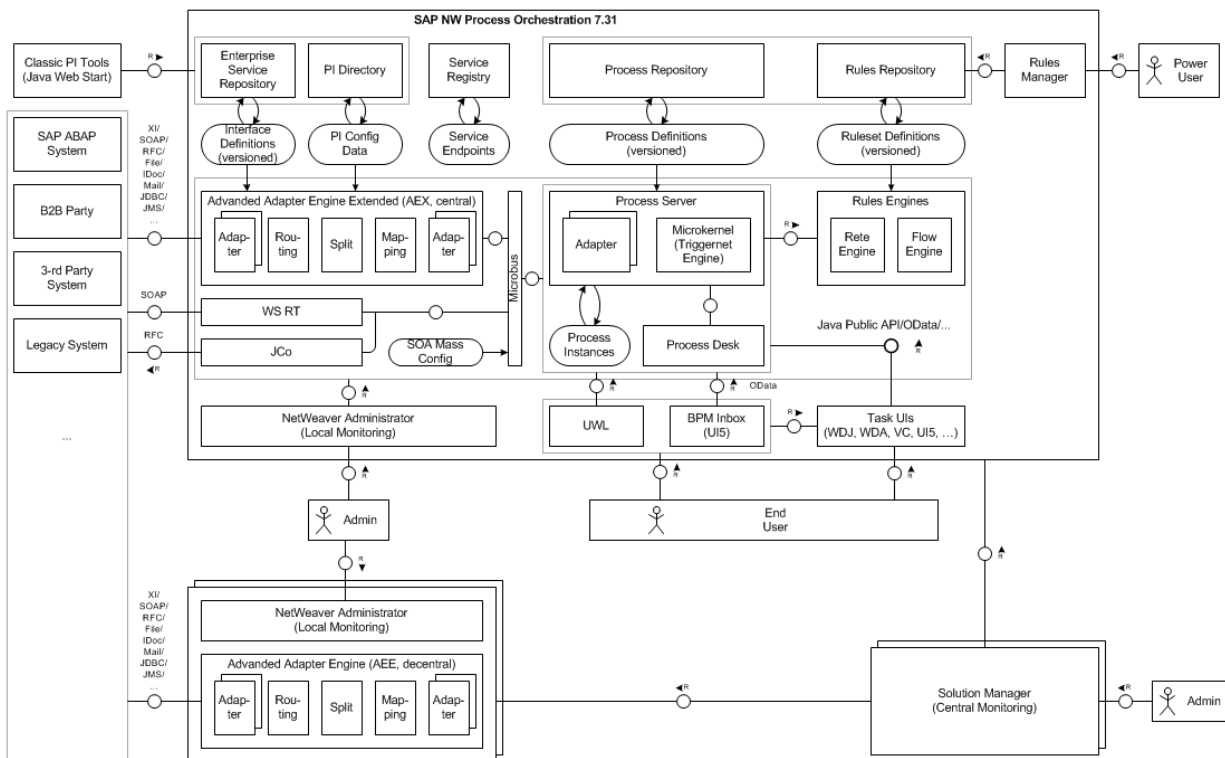 SAP NW Process Orchestration 7.31
Classic PI Tools
(Java Web Start)
R
Enterprise
Service
Repository
PI Directory
Service
Registry
Process Repository
Rules Repository
R
Rules
Manager
R
Power
User
Interface
Definitions
(versioned)
PI Config
Data
Service
Endpoints
Process Definitions
(versioned)
Ruleset Definitions
(versioned)
SAP ABAP
System
B2B Party
3-rd Party
System
Legacy System
...
XI/
SOAP/
RFC/
File/
IDoc/
Mail/
JDBC/
JMS/
...
SOAP
RFC
R
Advanded Adapter Engine Extended (AEX, central)
Adap-
ter
Rou-
ting
Split
Map-
ping
Adap-
ter
WS RT
JCo
SOA Mass
Config
Microbus
Process Server
Adapter
Microkernel
(Triggernet
Engine)
R
Rules Engines
Rete
Engine
Flow
Engine
Process
Instances
Process Desk
Java Public API/OData/...
R
R
R
R
OData
NetWeaver Administrator
(Local Monitoring)
UWL
BPM Inbox
(UI5)
R
Task UIs
(WDJ, WDA, VC, UI5, …)
R
R
R
Admin
End
User
R
R
XI/
SOAP/
RFC/
File/
IDoc/
Mail/
JDBC/
JMS/
...
NetWeaver Administrator
(Local Monitoring)
Advanded Adapter Engine (AEE, decentral)
Adap-
ter
Rou-
ting
Split
Map-
ping
Adap-
ter
R
Solution Manager
(Central Monitoring)
R
Admin